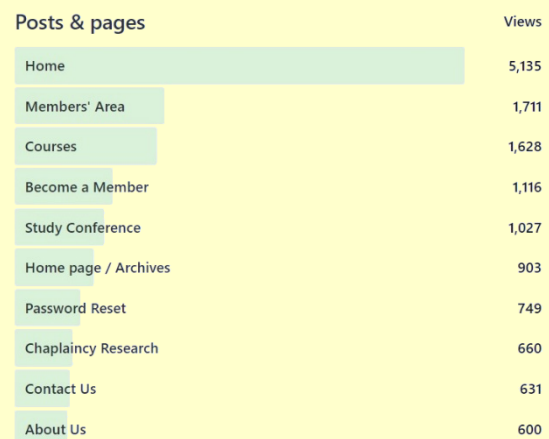 Posts & pages Views
Home 5,135
Members' Area 1,711
Courses 1,628
Become a Member 1,116
Study Conference 1,027
Home page / Archives 903
Password Reset 749
Chaplaincy Research 660
Contact Us 631
About Us 600